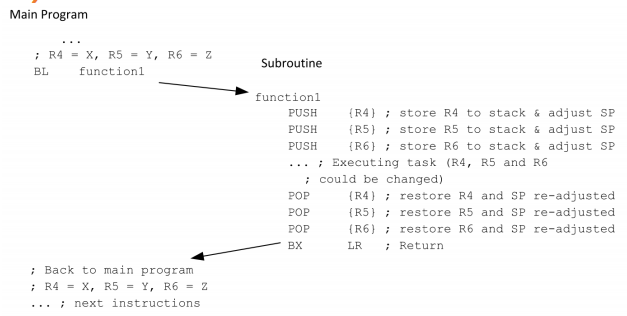 Main Program
...
; R4 = X, R5 = Y, R6 = Z
BL function1
Subroutine
function1
PUSH {R4} ; store R4 to stack & adjust SP
PUSH {R5} ; store R5 to stack & adjust SP
PUSH {R6} ; store R6 to stack & adjust SP
... ; Executing task (R4, R5 and R6
; could be changed)
POP {R4} ; restore R4 and SP re-adjusted
POP {R5} ; restore R5 and SP re-adjusted
POP {R6} ; restore R6 and SP re-adjusted
BX LR ; Return
; Back to main program
; R4 = X, R5 = Y, R6 = Z
... ; next instructions